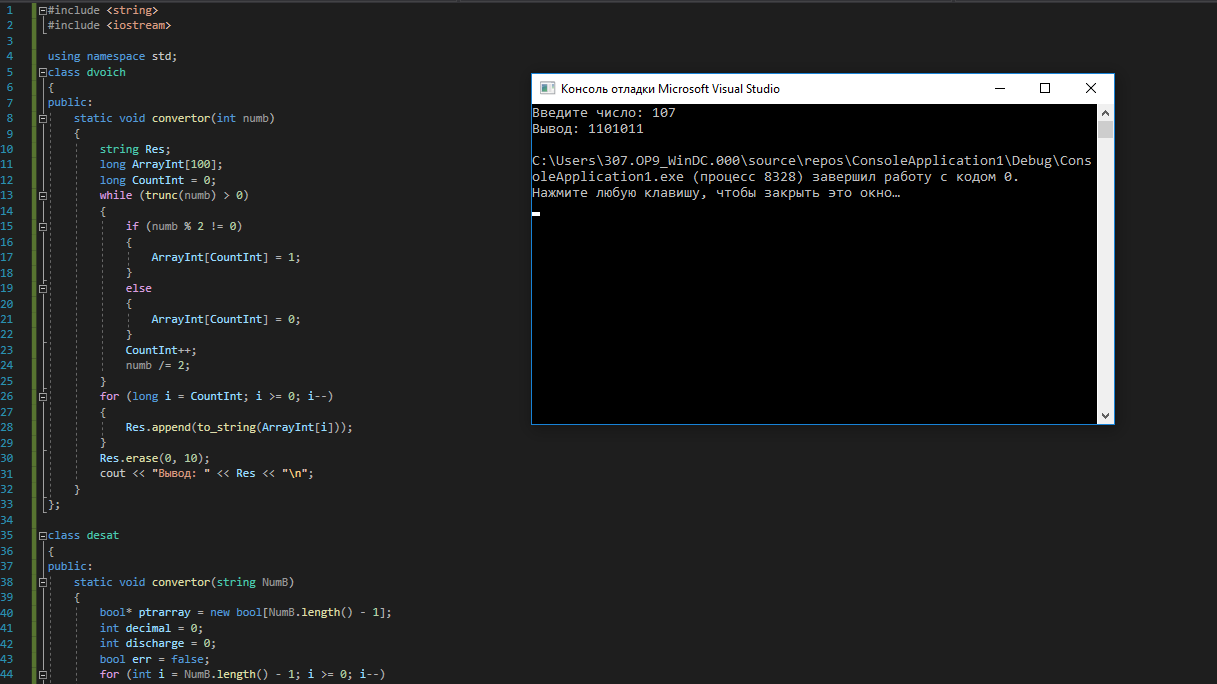 1 #include <string>
2 #include <iostream>
3
4 using namespace std;
5 class dvoich
6 {
7 public:
8 static void convertor(int numb)
9 {
10 string Res;
11 long ArrayInt[100];
12 long CountInt = 0;
13 while (trunc(numb) > 0)
14 {
15 if (numb % 2 != 0)
16 {
17 ArrayInt[CountInt] = 1;
18 }
19 else
20 {
21 ArrayInt[CountInt] = 0;
22 }
23 CountInt++;
24 numb /= 2;
25 }
26 for (long i = CountInt; i >= 0; i--)
27 {
28 Res.append(to_string(ArrayInt[i]));
29 }
30 Res.erase(0, 10);
31 cout << "Вывод: " << Res << "\n";
32 }
33 };
34
35 class desat
36 {
37 public:
38 static void convertor(string NumB)
39 {
40 bool* ptrarray = new bool[NumB.length() - 1];
41 int decimal = 0;
42 int discharge = 0;
43 bool err = false;
44 for (int i = NumB.length() - 1; i >= 0; i--)
Консоль отладки Microsoft Visual Studio
Введите число: 107
Вывод: 1101011
C:\Users\307.OP9_WinDC.000\source\repos\ConsoleApplication1\Debug\Cons
oleApplication1.exe (процесс 8328) завершил работу с кодом 0.
Нажмите любую клавишу, чтобы закрыть это окно…